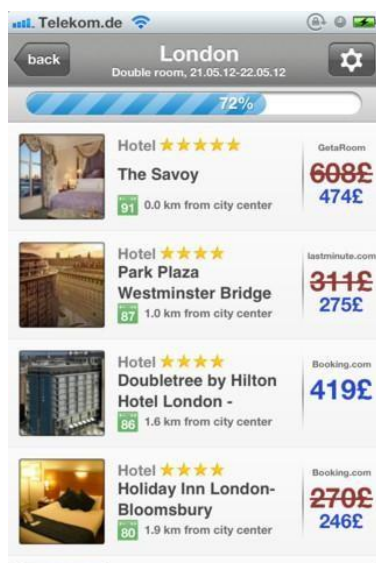 Telekom.de
back
London
Double room, 21.05.12-22.05.12
72%
Hotel
GetaRoom
The Savoy
608£
474£
91 0.0 km from city center
Hotel
lastminute.com
Park Plaza
Westminster Bridge
311£
275£
87 1.0 km from city center
Hotel
Booking.com
Doubletree by Hilton
Hotel London -
419£
86 1.6 km from city center
Hotel
Booking.com
Holiday Inn London-
Bloomsbury
270£
246£
80 1.9 km from city center